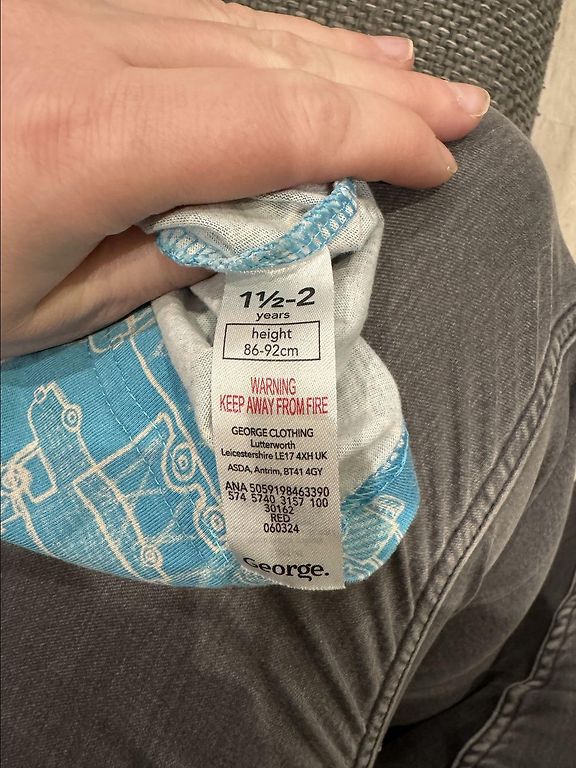 1½-2
years
height
86-92cm
WARNING
KEEP AWAY FROM FIRE
GEORGE CLOTHING
Lutterworth
Leicestershire LE17 4XH UK
ASDA, Antrim, BT41 4GY
ANA 5059198463390
574 5740 3157 100
30162
RED
060324
George.